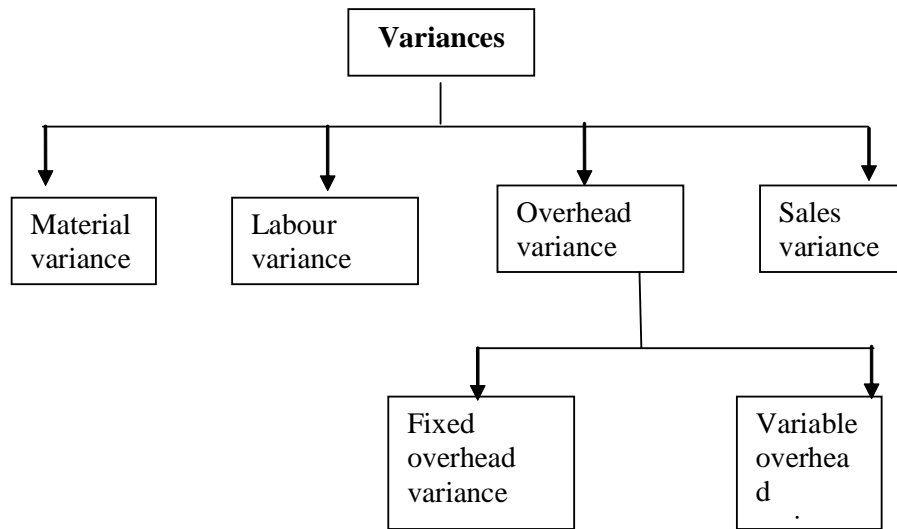 Variances
Material
variance
Labour
variance
Overhead
variance
Sales
variance
Fixed
overhead
variance
Variable
overhea
d